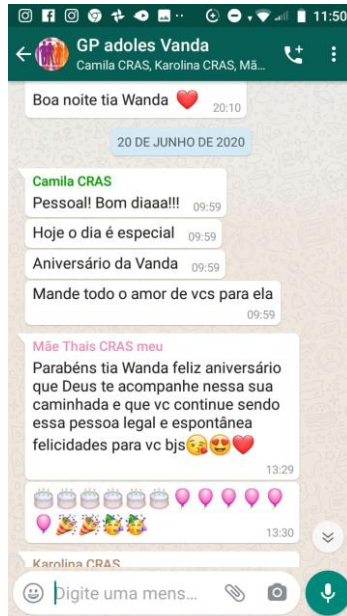 11:50
GP adoles Vanda
Camila CRAS, Karolina CRAS, Mã...
Boa noite tia Wanda ❤️
20:10
20 DE JUNHO DE 2020
Camila CRAS
Pessoal! Bom diaaa!!! 09:59
Hoje o dia é especial 09:59
Aniversário da Vanda 09:59
Mande todo o amor de vcs para ela
09:59
Mãe Thais CRAS meu
Parabéns tia Wanda feliz aniversário
que Deus te acompanhe nessa sua
caminhada e que vc continue sendo
essa pessoa legal e espontânea
felicidades para vc bjs😘😍❤️
13:29
🎂🎂🎂🎂🎂🎂🎈🎈🎈🎈🎈
🎈🎉🎉🥳🥳
13:30
Karolina CRAS
Digite uma mens...